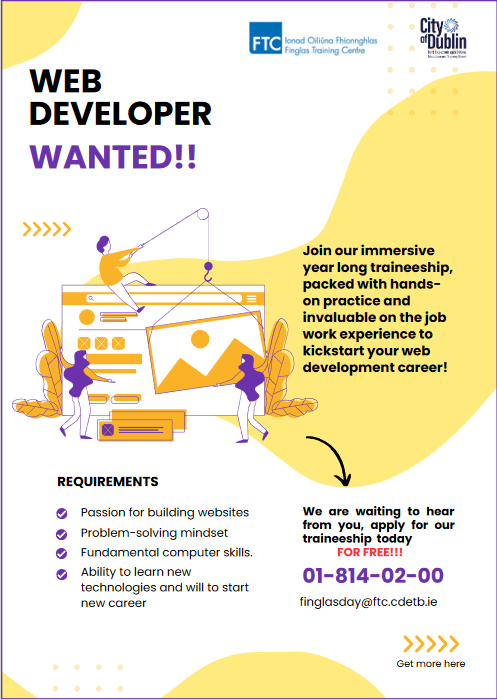 FTC
Ionad Oiliúna Fhionnghlas
Finglas Training Centre
City
of Dublin
WEB
DEVELOPER
WANTED!!
Join our immersive
year long traineeship,
packed with hands-
on practice and
invaluable on the job
work experience to
kickstart your web
development career!
REQUIREMENTS
Passion for building websites
Problem-solving mindset
Fundamental computer skills.
Ability to learn new
technologies and will to start
new career
We are waiting to hear
from you, apply for our
traineeship today
FOR FREE!!!
01-814-02-00
finglasday@ftc.cdetb.ie
Get more here